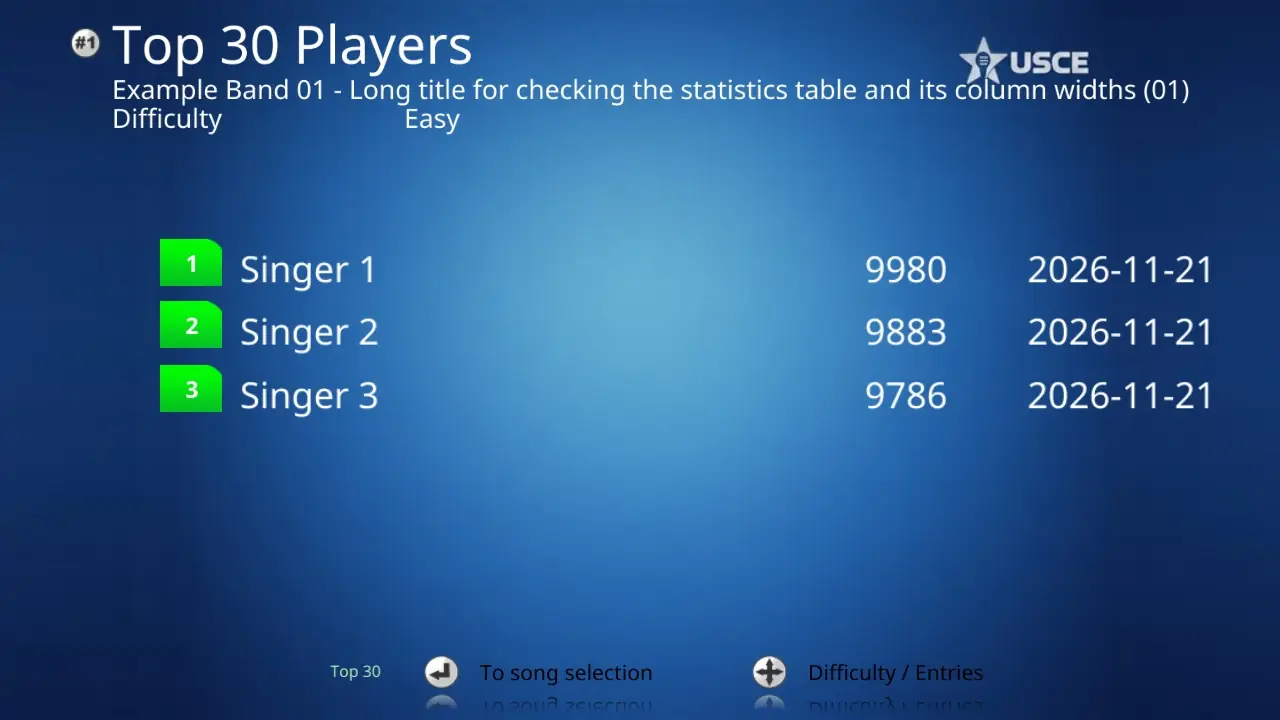 #1 Top 30 Players
USCE
Example Band 01 - Long title for checking the statistics table and its column widths (01)
Difficulty Easy
1 Singer 1 9980 2026-11-21
2 Singer 2 9883 2026-11-21
3 Singer 3 9786 2026-11-21
Top 30 To song selection Difficulty / Entries